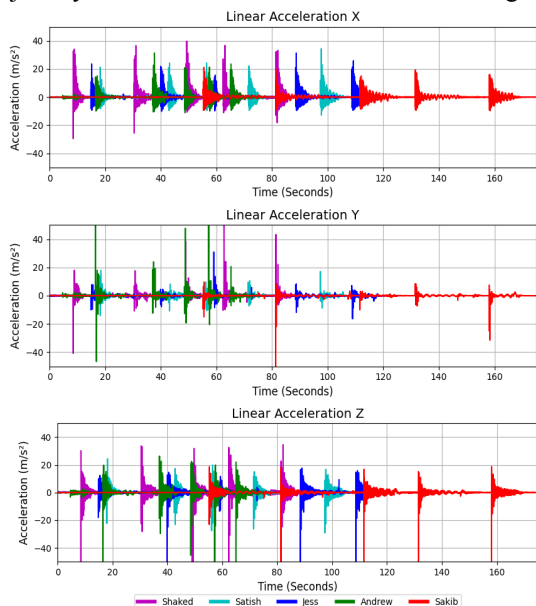 Linear Acceleration X
Acceleration (m/s²)
40
20
0
−20
−40
0 20 40 60 80 100 120 140 160
Time (Seconds)
Linear Acceleration Y
Acceleration (m/s²)
40
20
0
−20
−40
0 20 40 60 80 100 120 140 160
Time (Seconds)
Linear Acceleration Z
Acceleration (m/s²)
40
20
0
−20
−40
0 20 40 60 80 100 120 140 160
Time (Seconds)
Shaked Satish Jess Andrew Sakib